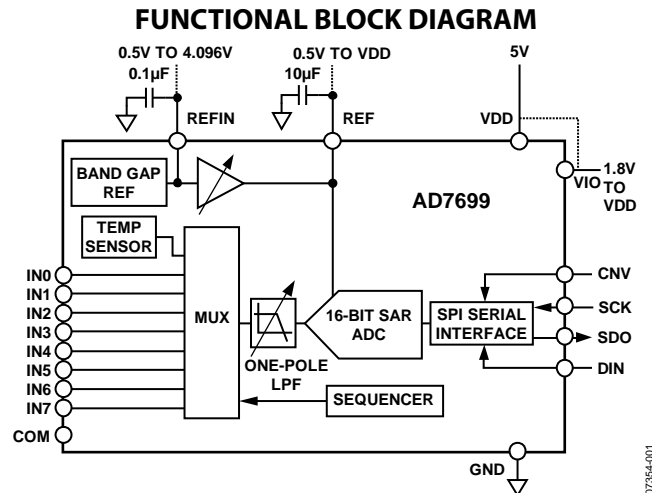 FUNCTIONAL BLOCK DIAGRAM
0.5V TO 4.096V
0.1µF
0.5V TO VDD
10µF
5V
REFIN
REF
VDD
VIO
1.8V
TO
VDD
BAND GAP
REF
AD7699
TEMP
SENSOR
IN0
IN1
IN2
IN3
IN4
IN5
IN6
IN7
COM
MUX
ONE-POLE
LPF
16-BIT SAR
ADC
SPI SERIAL
INTERFACE
CNV
SCK
SDO
DIN
SEQUENCER
GND
07354-001